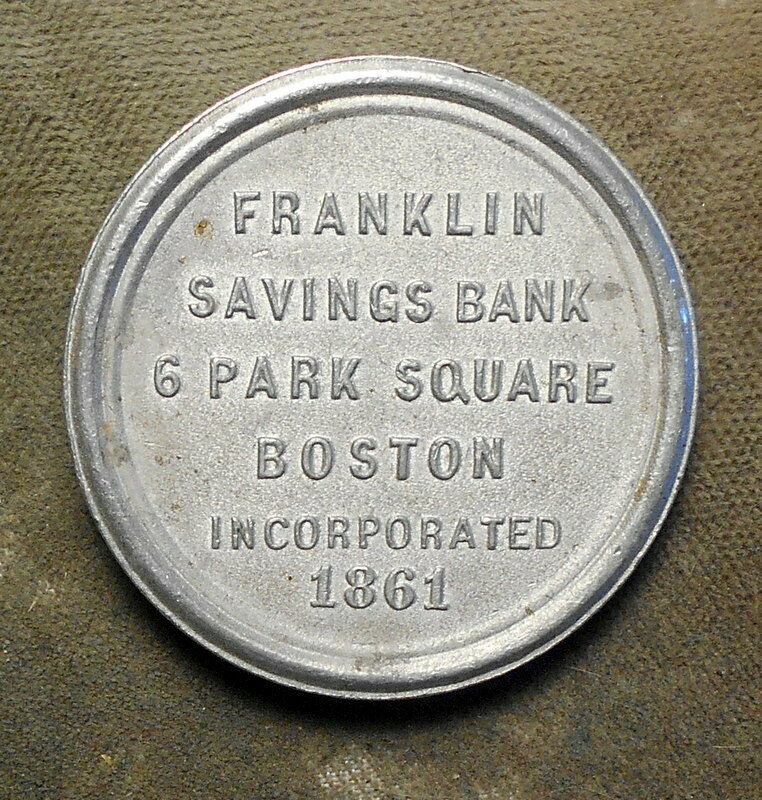 FRANKLIN
SAVINGS BANK
6 PARK SQUARE
BOSTON
INCORPORATED
1861